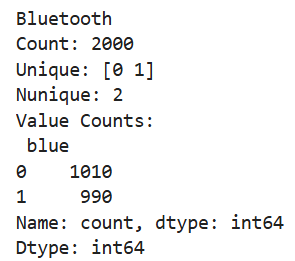 Bluetooth
Count: 2000
Unique: [0 1]
Nunique: 2
Value Counts:
 blue
0    1010
1     990
Name: count, dtype: int64
Dtype: int64